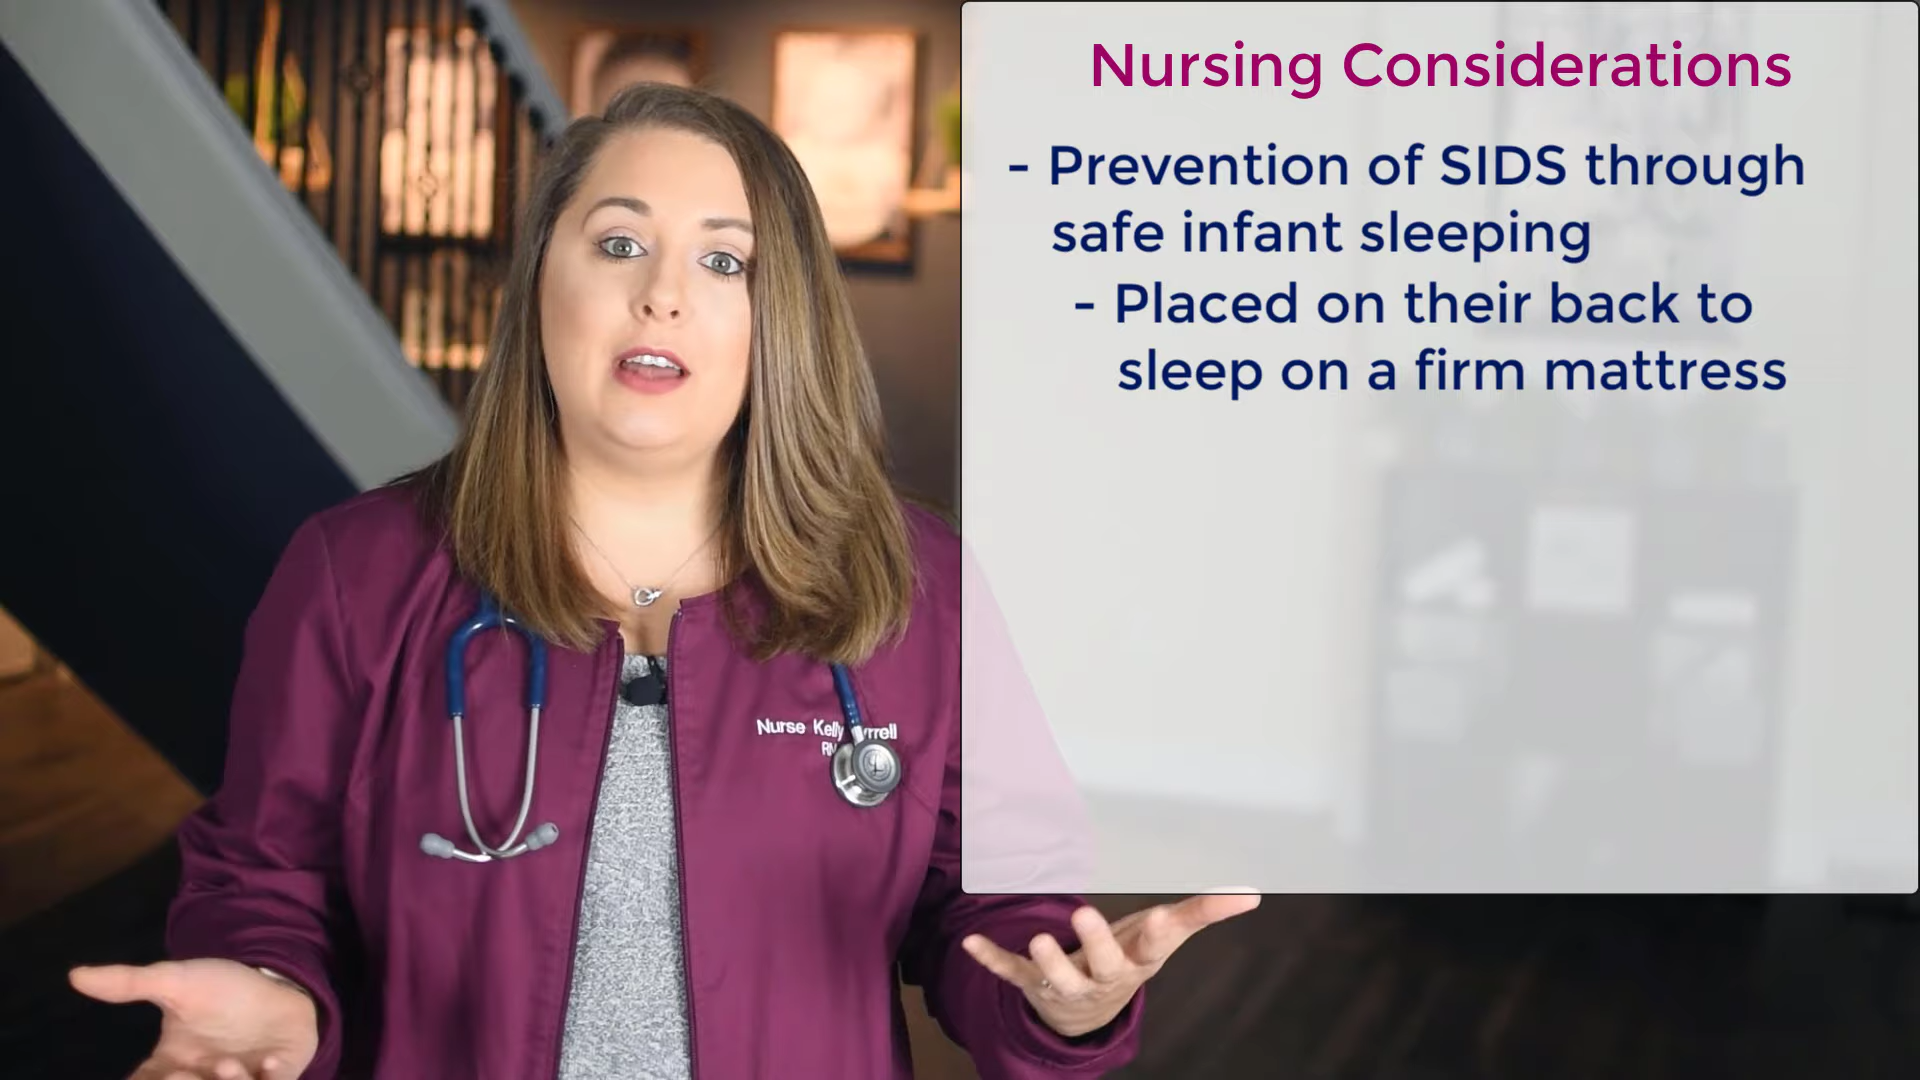 Nursing Considerations
- Prevention of SIDS through
safe infant sleeping
- Placed on their back to
sleep on a firm mattress
Nurse Kelly
RN